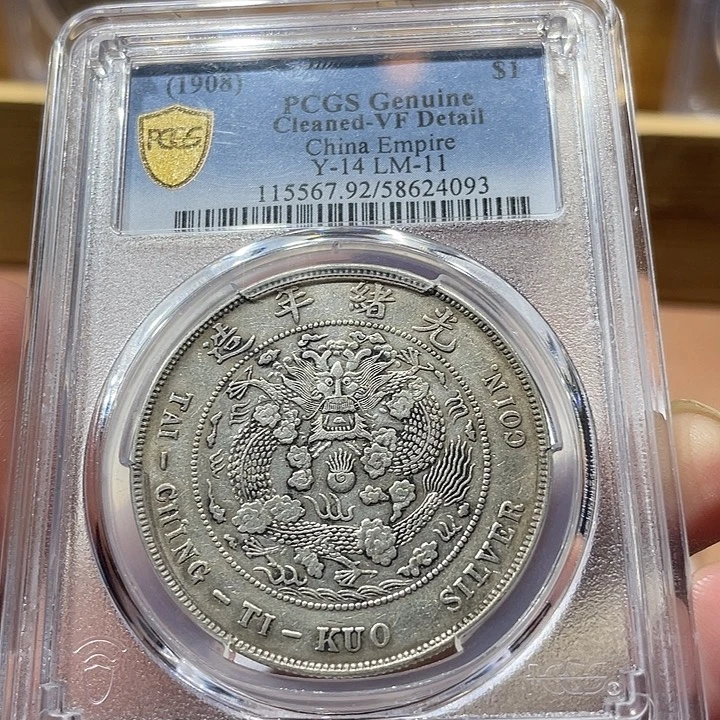 (1908) $1
PCGS Genuine
Cleaned-VF Detail
China Empire
Y-14 LM-11
115567.92/58624093
PCGS
造年緒光
TAI-CHING-TI-KUO SILVER COIN.